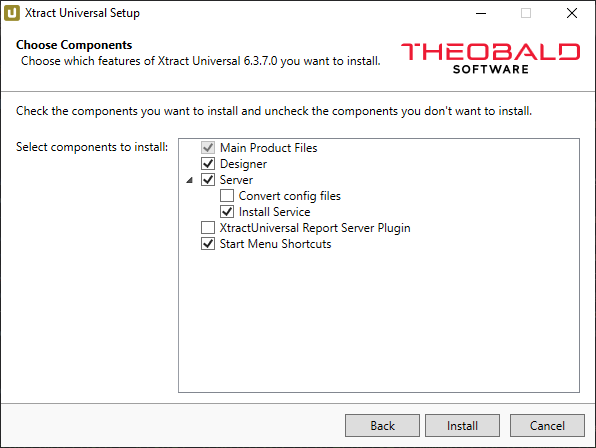 U Xtract Universal Setup
Choose Components
Choose which features of Xtract Universal 6.3.7.0 you want to install.
THEOBALD
SOFTWARE
Check the components you want to install and uncheck the components you don't want to install.
Select components to install:
Main Product Files
Designer
Server
Convert config files
Install Service
XtractUniversal Report Server Plugin
Start Menu Shortcuts
Back
Install
Cancel